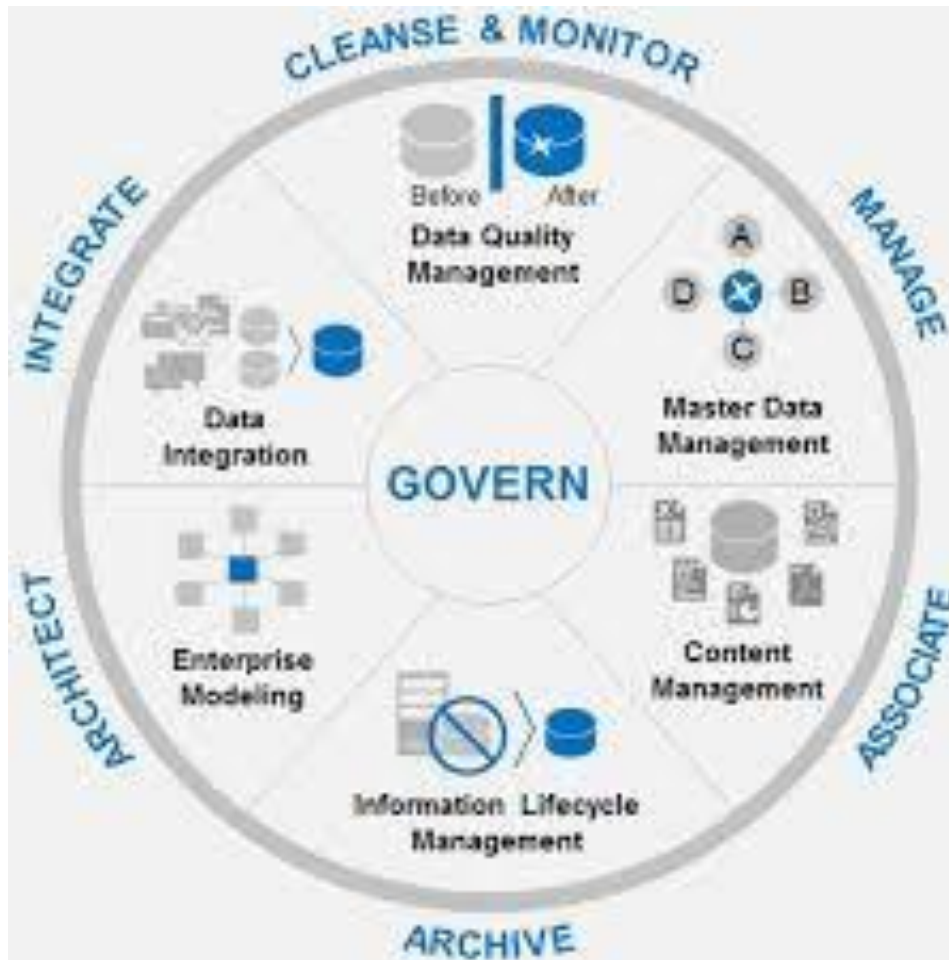 CLEANSE & MONITOR
Before
After
Data Quality
Management
MANAGE
A
D
B
C
Master Data
Management
INTEGRATE
Data
Integration
GOVERN
ARCHITECT
Enterprise
Modeling
Content
Management
ASSOCIATE
Information Lifecycle
Management
ARCHIVE